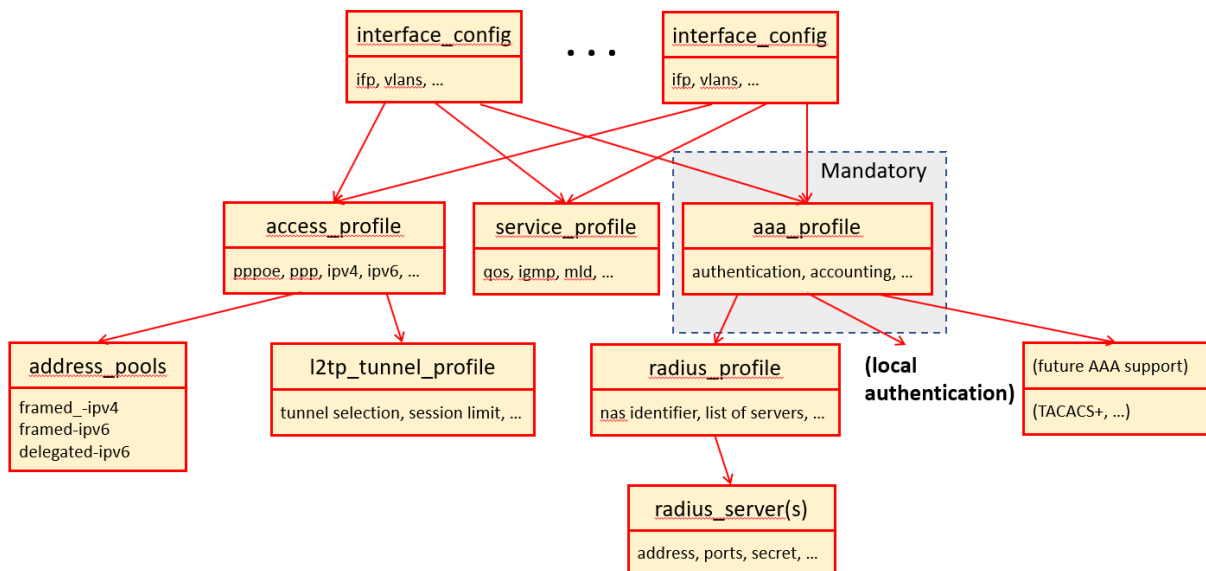 interface_config
ifp, vlans, ...
. . .
interface_config
ifp, vlans, ...
Mandatory
access_profile
pppoe, ppp, ipv4, ipv6, ...
service_profile
qos, igmp, mld, ...
aaa_profile
authentication, accounting, ...
address_pools
framed_-ipv4
framed-ipv6
delegated-ipv6
l2tp_tunnel_profile
tunnel selection, session limit, ...
radius_profile
nas identifier, list of servers, ...
(local
authentication)
(future AAA support)
(TACACS+, ...)
radius_server(s)
address, ports, secret, ...